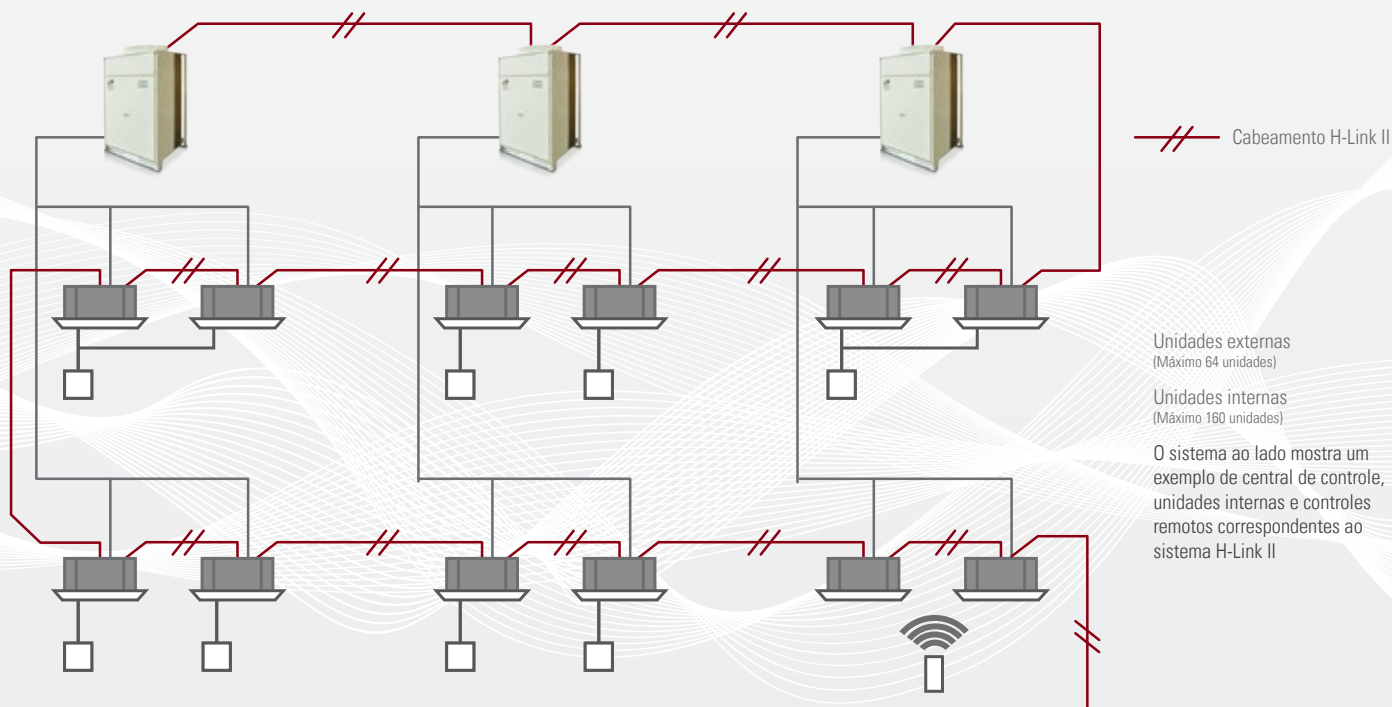 Cabeamento H-Link II
Unidades externas
(Máximo 64 unidades)
Unidades internas
(Máximo 160 unidades)
O sistema ao lado mostra um
exemplo de central de controle,
unidades internas e controles
remotos correspondentes ao
sistema H-Link II